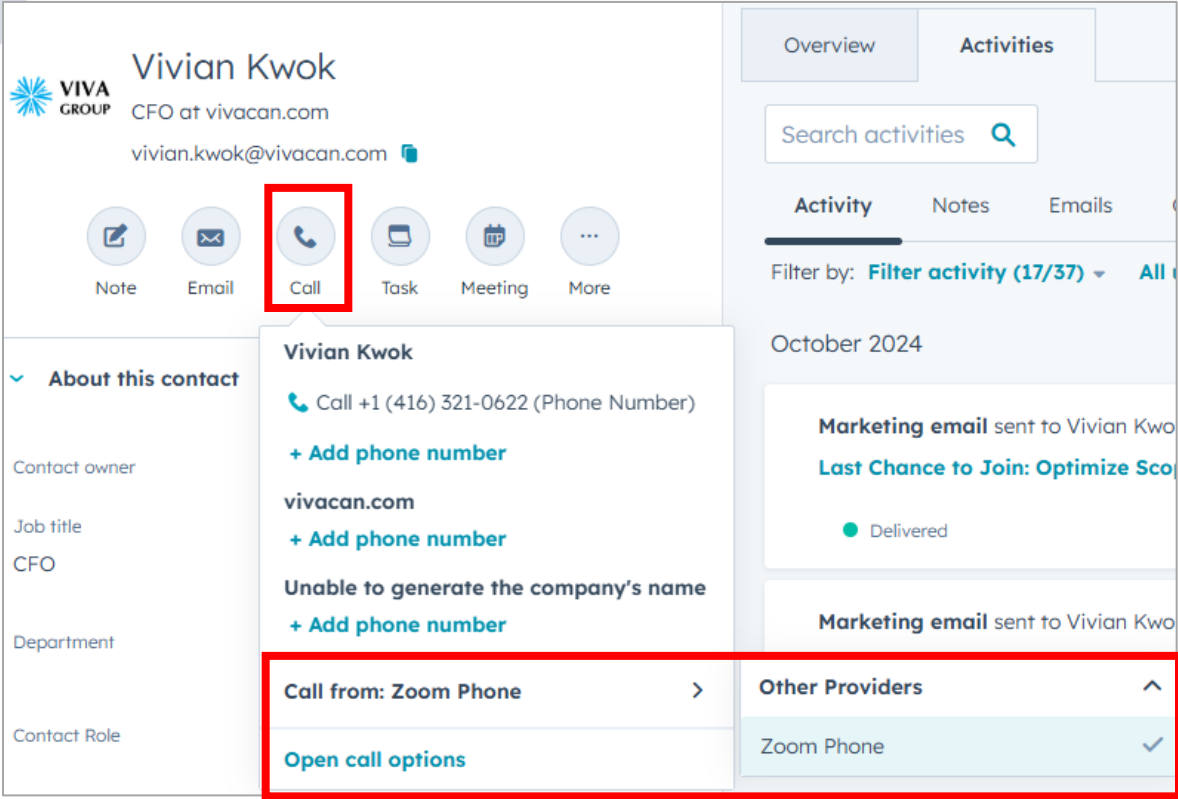 VIVA
GROUP
Vivian Kwok
CFO at vivacan.com
vivian.kwok@vivacan.com
Note
Email
Call
Task
Meeting
More
About this contact
Contact owner
Job title
CFO
Department
Contact Role
Vivian Kwok
Call +1 (416) 321-0622 (Phone Number)
+ Add phone number
vivacan.com
+ Add phone number
Unable to generate the company's name
+ Add phone number
Call from: Zoom Phone
Open call options
Overview
Activities
Search activities
Activity
Notes
Emails
Filter by: Filter activity (17/37) All
October 2024
Marketing email sent to Vivian Kwo
Last Chance to Join: Optimize Sco
Delivered
Marketing email sent to Vivian Kwo
Other Providers
Zoom Phone